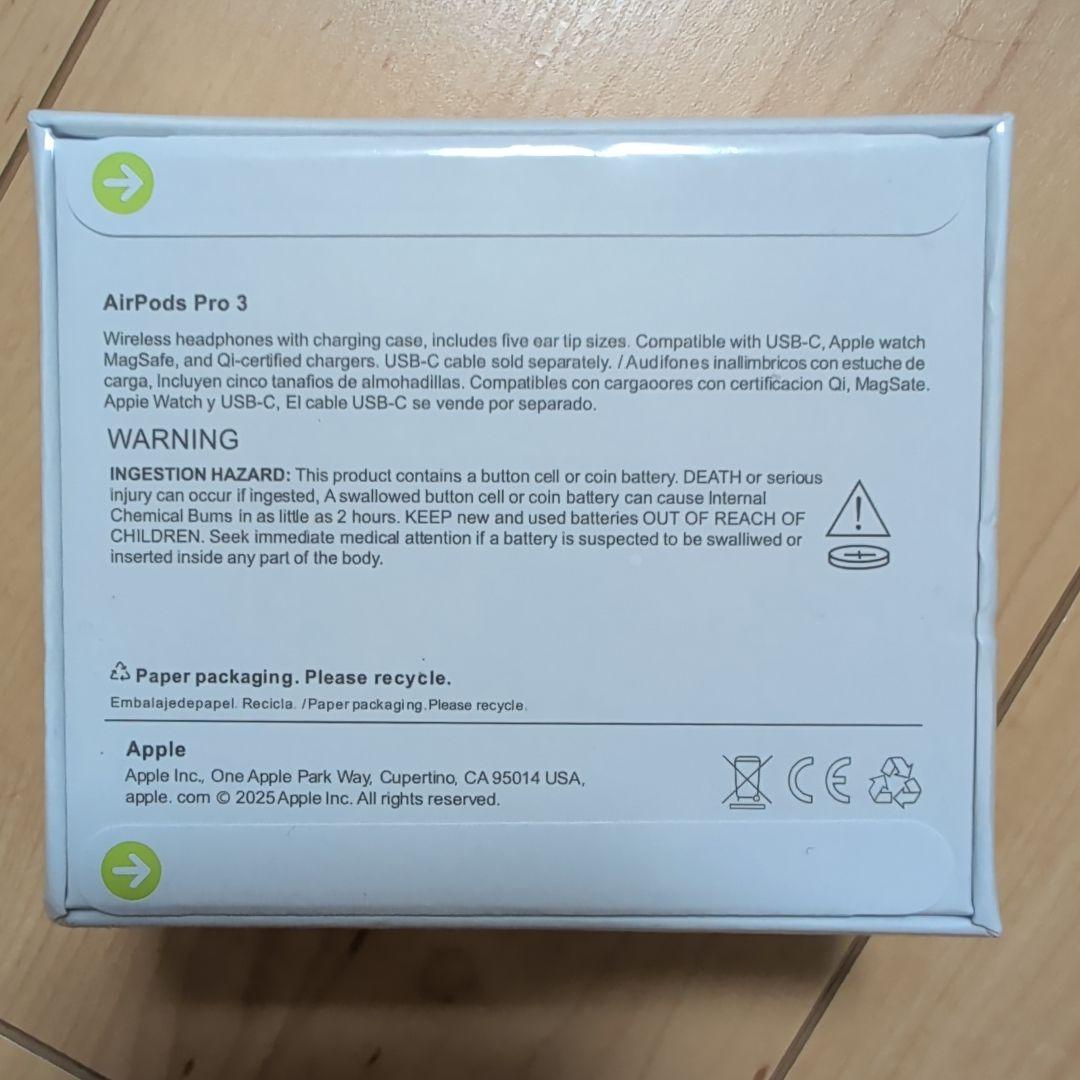 AirPods Pro 3
Wireless headphones with charging case, includes five ear tip sizes. Compatible with USB-C, Apple watch
MagSafe, and QI-certified chargers. USB-C cable sold separately. / Audifones inallimbricos con estuche de
carga, Incluyen cinco tanafios de almohadillas. Compatibles con cargaoores con certificacion Qi, MagSate.
Appie Watch y USB-C, El cable USB-C se vende por separado.
WARNING
INGESTION HAZARD: This product contains a button cell or coin battery. DEATH or serious
injury can occur if ingested, A swallowed button cell or coin battery can cause Internal
Chemical Bums in as little as 2 hours. KEEP new and used batteries OUT OF REACH OF
CHILDREN. Seek immediate medical attention if a battery is suspected to be swalliwed or
inserted inside any part of the body.
Paper packaging. Please recycle.
Embalajedepapel. Recicla. / Paper packaging. Please recycle.
Apple
Apple Inc., One Apple Park Way, Cupertino, CA 95014 USA,
apple. com © 2025 Apple Inc. All rights reserved.
CE